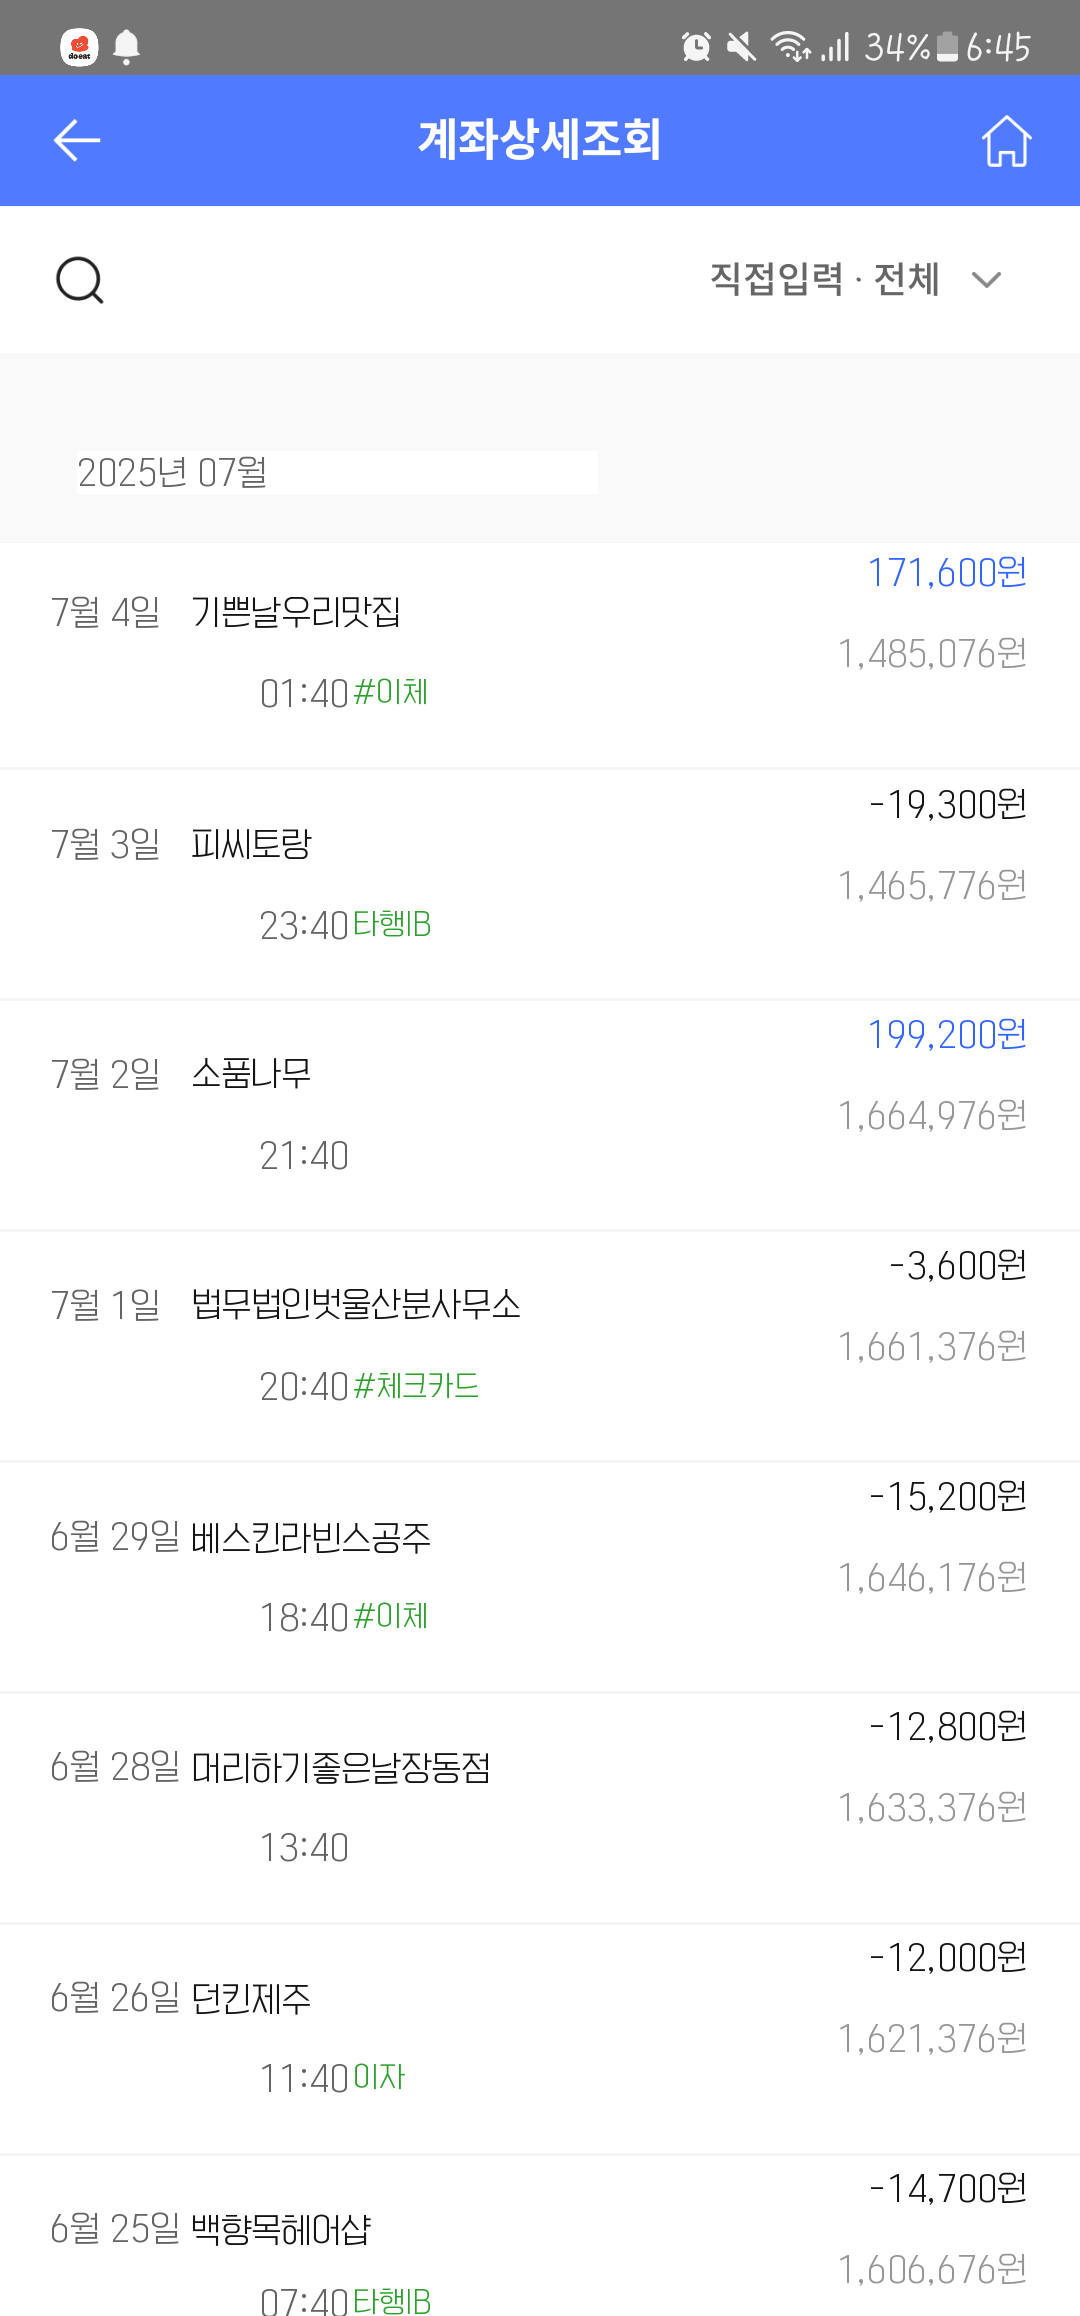 doeat 34% 6:45
계좌상세조회
직접입력 · 전체
2025년 07월
171,600원
7월 4일 기쁜날우리맛집
1,485,076원
01:40 #이체
-19,300원
7월 3일 피씨토랑
1,465,776원
23:40 타행IB
199,200원
7월 2일 소품나무
1,664,976원
21:40
-3,600원
7월 1일 법무법인벗울산분사무소
1,661,376원
20:40 #체크카드
-15,200원
6월 29일 베스킨라빈스공주
1,646,176원
18:40 #이체
-12,800원
6월 28일 머리하기좋은날장동점
1,633,376원
13:40
-12,000원
6월 26일 던킨제주
1,621,376원
11:40 이자
-14,700원
6월 25일 백향목헤어샵
1,606,676원
07:40 타행IB